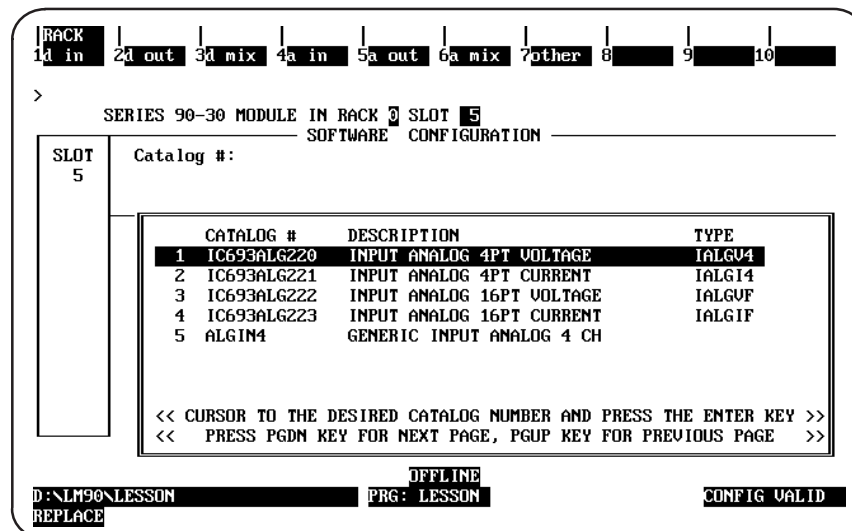 RACK
1d in 2d out 3d mix 4a in 5a out 6a mix 7other 8 9 10
>
SERIES 90-30 MODULE IN RACK 0 SLOT 5
SOFTWARE CONFIGURATION
SLOT Catalog #:
5
CATALOG # DESCRIPTION TYPE
1 IC693ALG220 INPUT ANALOG 4PT VOLTAGE IALGV4
2 IC693ALG221 INPUT ANALOG 4PT CURRENT IALGI4
3 IC693ALG222 INPUT ANALOG 16PT VOLTAGE IALGVF
4 IC693ALG223 INPUT ANALOG 16PT CURRENT IALGIF
5 ALGIN4 GENERIC INPUT ANALOG 4 CH
<< CURSOR TO THE DESIRED CATALOG NUMBER AND PRESS THE ENTER KEY >>
<< PRESS PGDN KEY FOR NEXT PAGE, PGUP KEY FOR PREVIOUS PAGE >>
OFFLINE
D:\LM90\LESSON PRG: LESSON CONFIG VALID
REPLACE